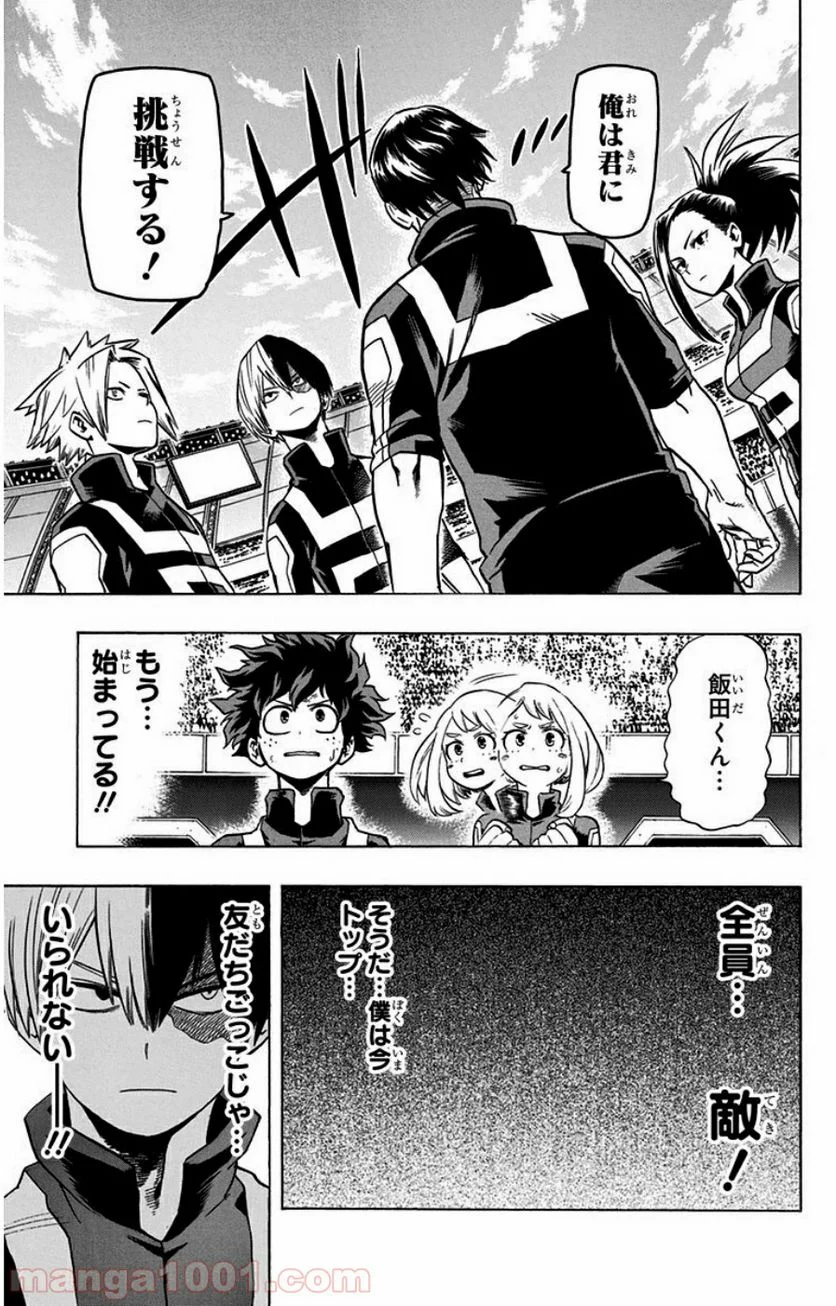 俺は君に
挑戦する！
飯田くん…
もう…
始まってる!!
全員…
敵！
そうだ…僕は今
トップ…
友だちごっこじゃ…
いられない━━!!
manga1001.com